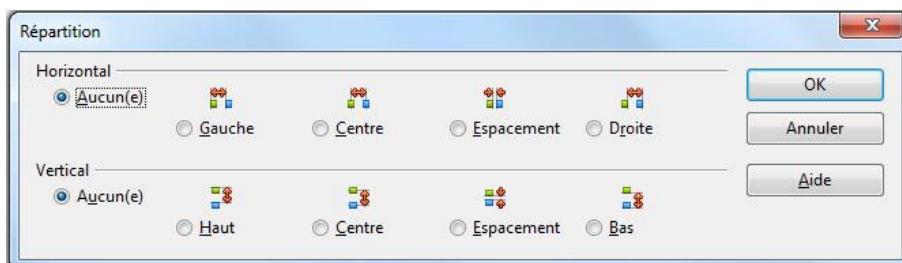 Répartition
Horizontal
Aucun(e)
Gauche
Centre
Espacement
Droite
OK
Annuler
Vertical
Aucun(e)
Haut
Centre
Espacement
Bas
Aide